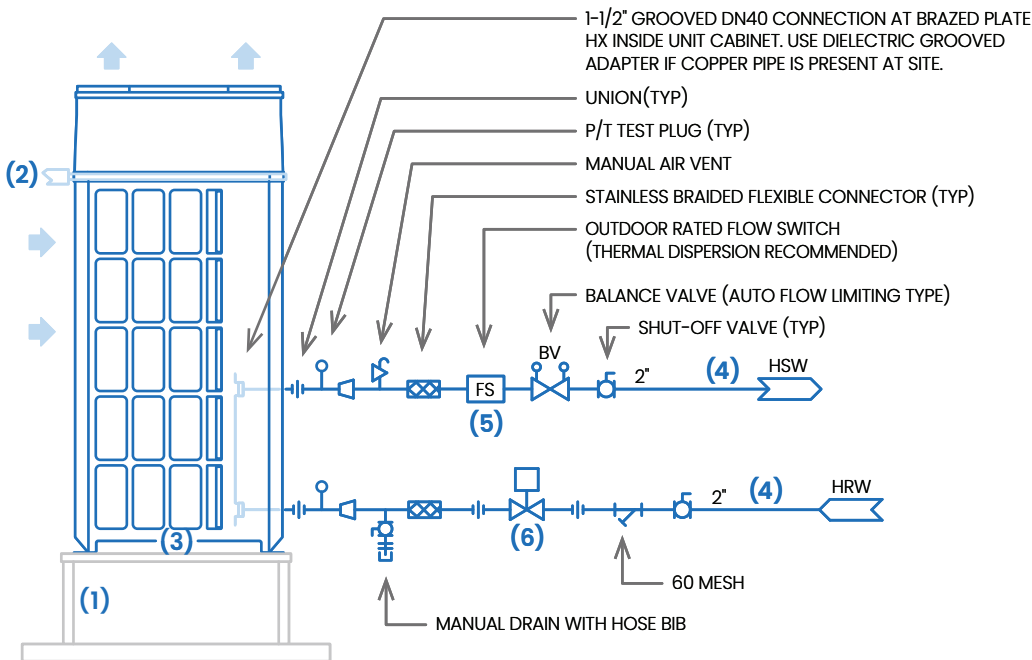 1-1/2" GROOVED DN40 CONNECTION AT BRAZED PLATE
HX INSIDE UNIT CABINET. USE DIELECTRIC GROOVED
ADAPTER IF COPPER PIPE IS PRESENT AT SITE.
UNION(TYP)
P/T TEST PLUG (TYP)
MANUAL AIR VENT
(2)
STAINLESS BRAIDED FLEXIBLE CONNECTOR (TYP)
OUTDOOR RATED FLOW SWITCH
(THERMAL DISPERSION RECOMMENDED)
BALANCE VALVE (AUTO FLOW LIMITING TYPE)
SHUT-OFF VALVE (TYP)
BV
2"
(4)
HSW
FS
(5)
2"
(4)
HRW
(3)
(6)
60 MESH
(1)
MANUAL DRAIN WITH HOSE BIB